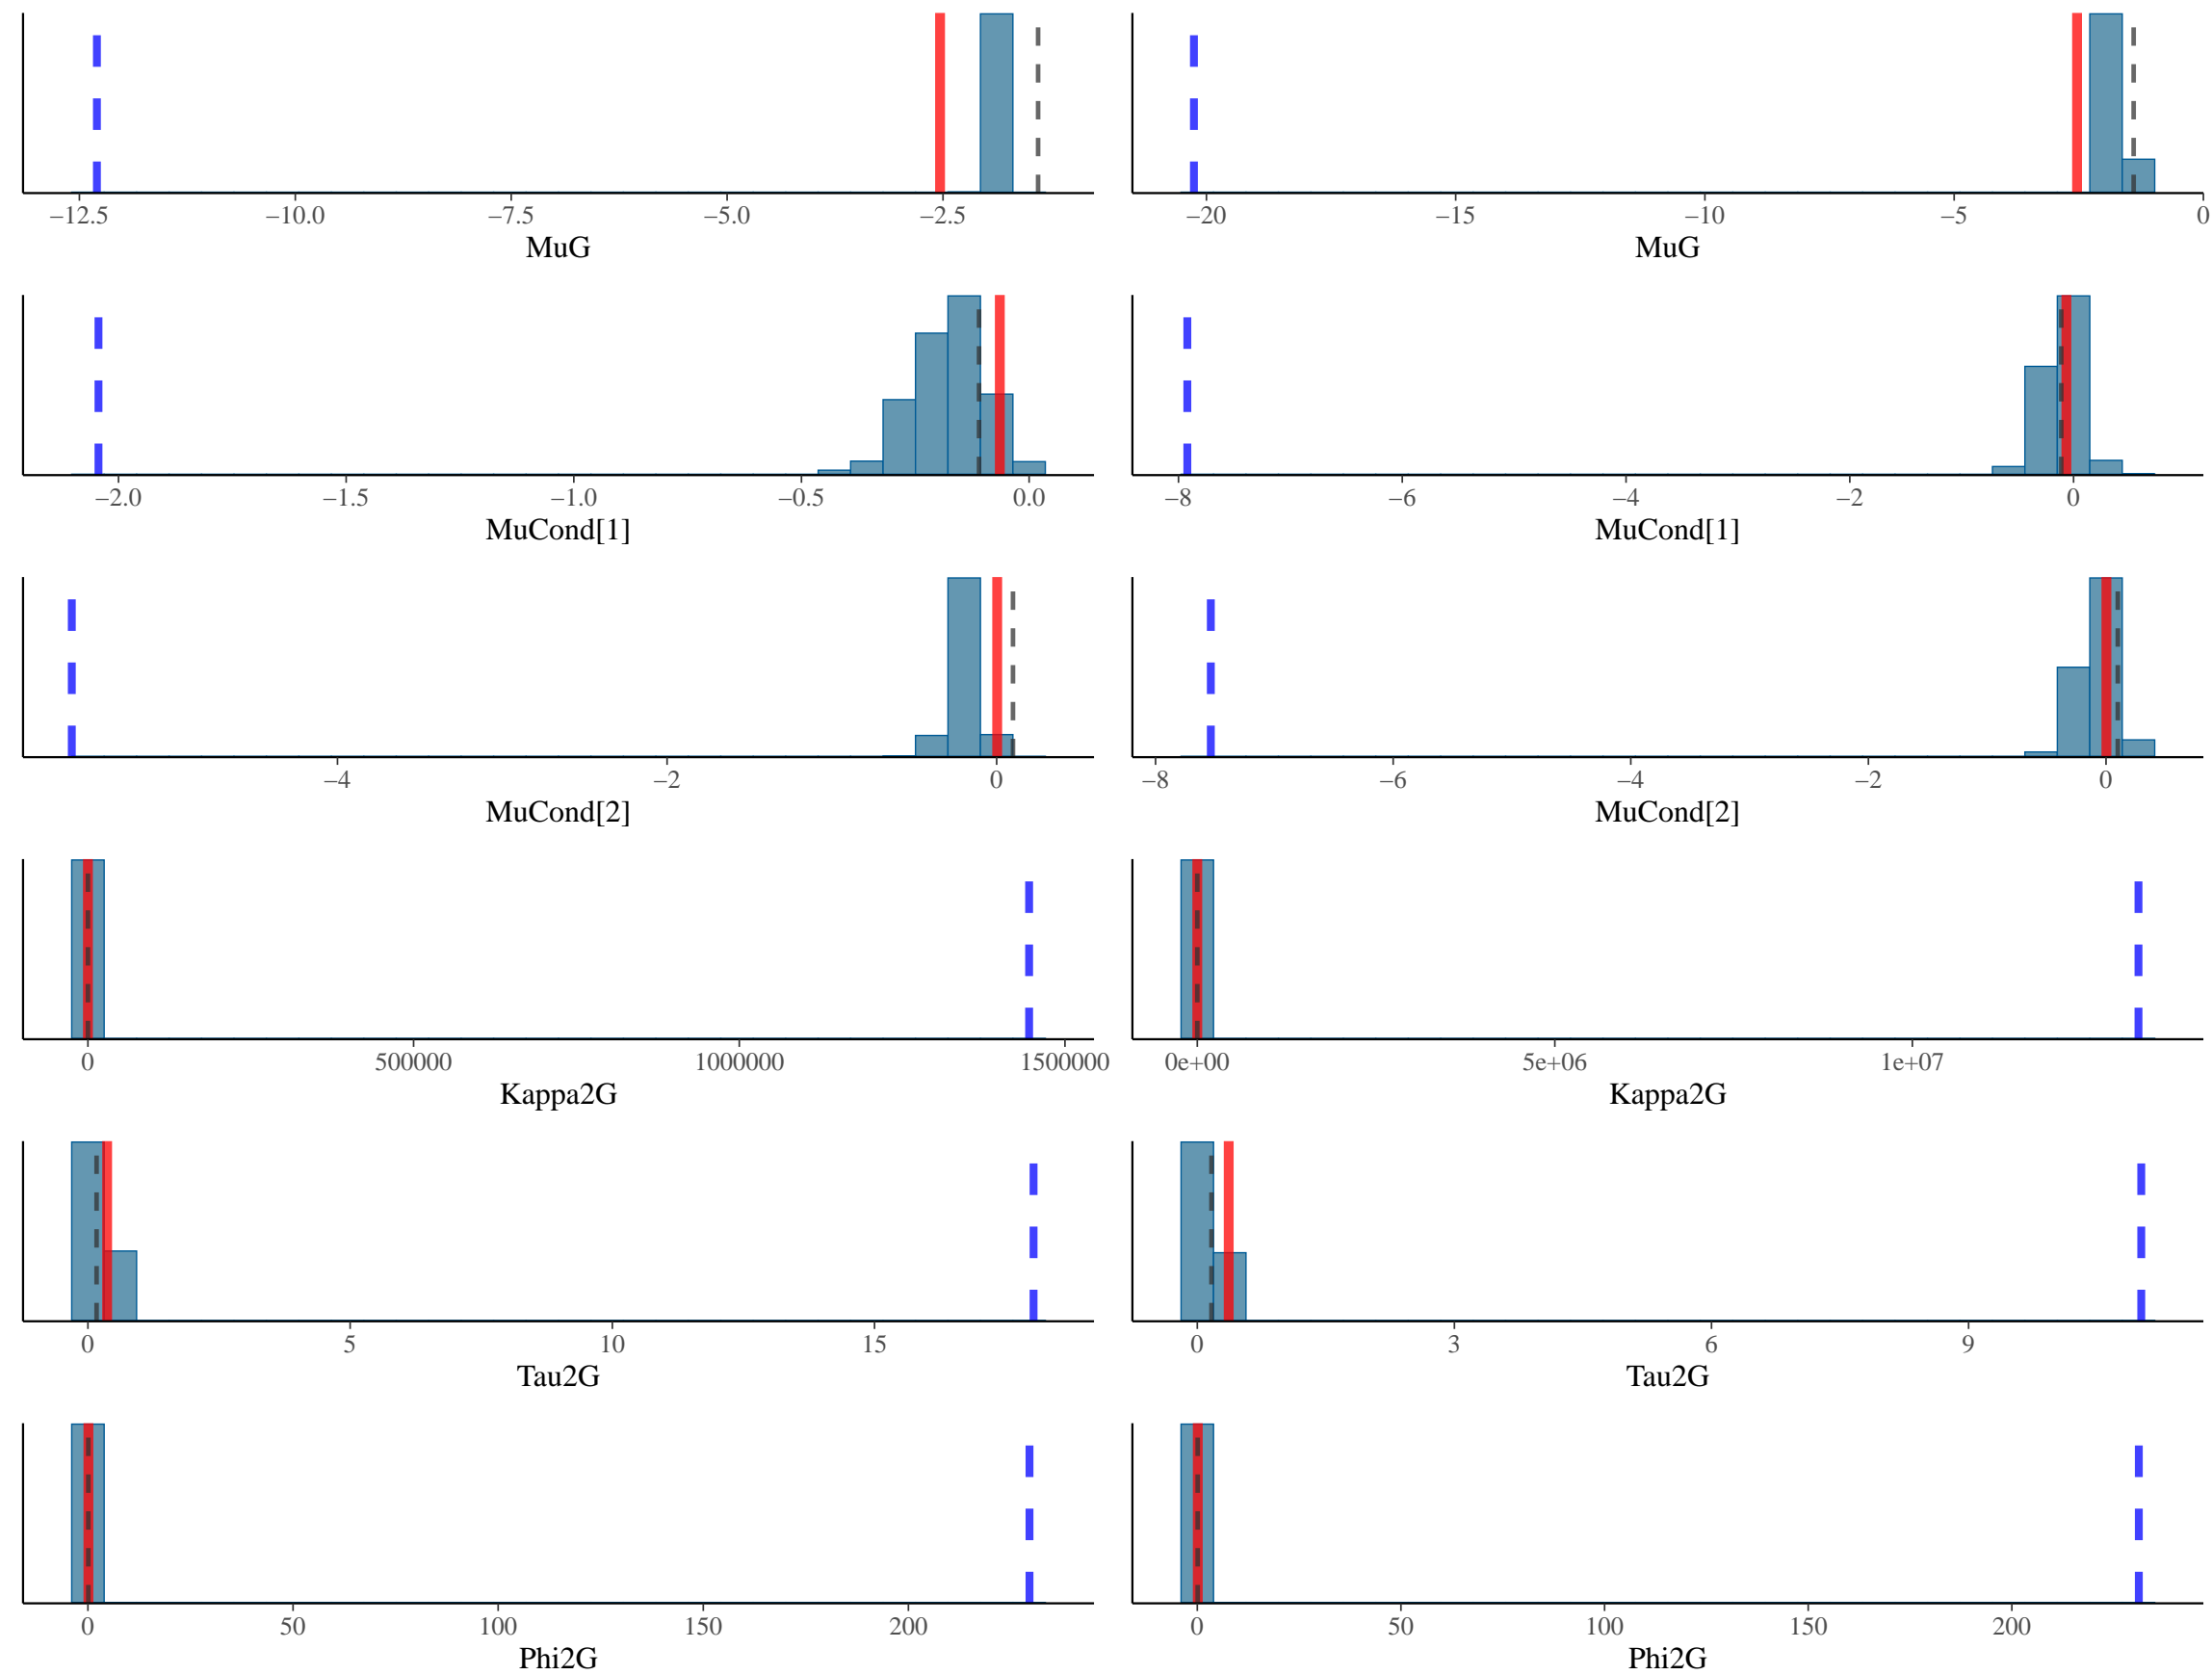 −12.5 −10.0 −7.5 −5.0 −2.5
MuG
−20 −15 −10 −5 0
MuG
−2.0 −1.5 −1.0 −0.5 0.0
MuCond[1]
−8 −6 −4 −2 0
MuCond[1]
−4 −2 0
MuCond[2]
−8 −6 −4 −2 0
MuCond[2]
0 500000 1000000 1500000
Kappa2G
0e+00 5e+06 1e+07
Kappa2G
0 5 10 15
Tau2G
0 3 6 9
Tau2G
0 50 100 150 200
Phi2G
0 50 100 150 200
Phi2G